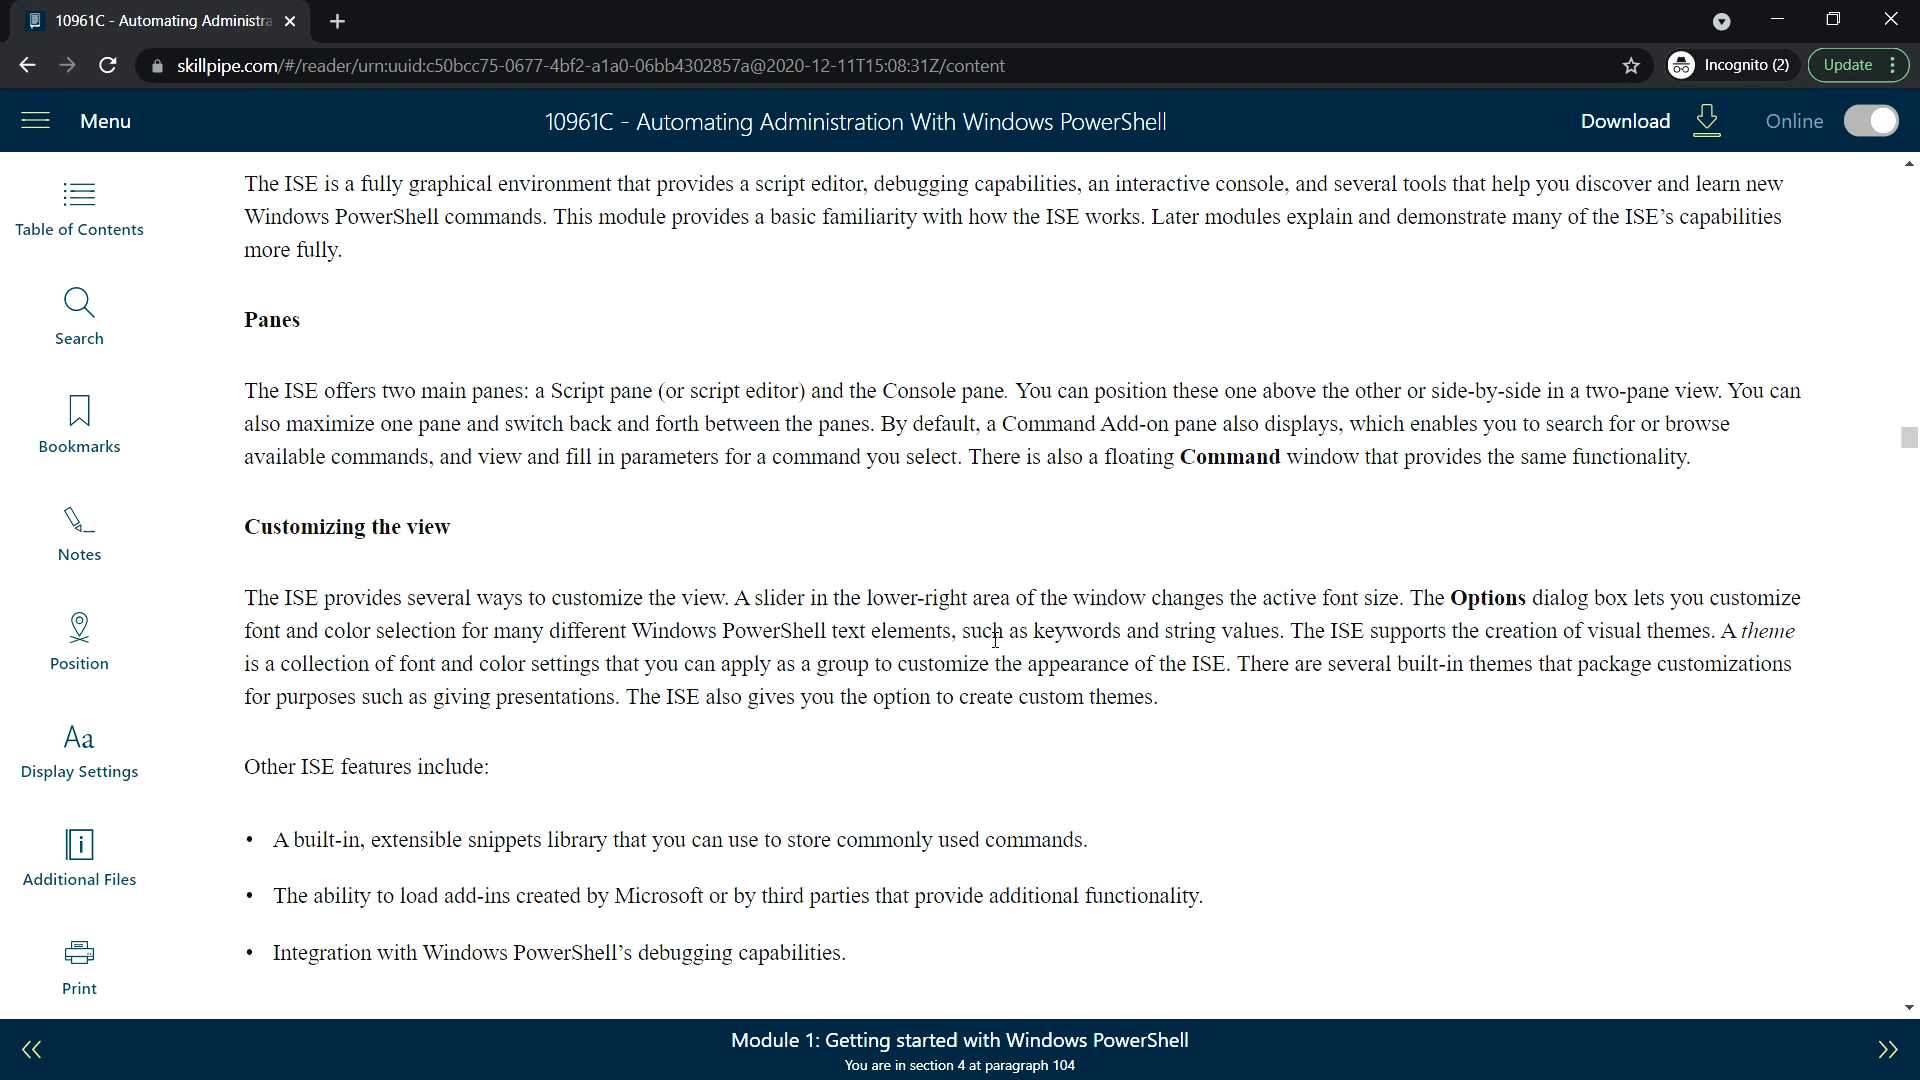 10961C - Automating Administra
skillpipe.com/#/reader/urn:uuid:c50bcc75-0677-4bf2-a1a0-06bb4302857a@2020-12-11T15:08:31Z/content
Incognito (2)
Update
Menu
10961C - Automating Administration With Windows PowerShell
Download
Online
Table of Contents
Search
Bookmarks
Notes
Position
Aa
Display Settings
Additional Files
Print
The ISE is a fully graphical environment that provides a script editor, debugging capabilities, an interactive console, and several tools that help you discover and learn new
Windows PowerShell commands. This module provides a basic familiarity with how the ISE works. Later modules explain and demonstrate many of the ISE’s capabilities
more fully.
Panes
The ISE offers two main panes: a Script pane (or script editor) and the Console pane. You can position these one above the other or side-by-side in a two-pane view. You can
also maximize one pane and switch back and forth between the panes. By default, a Command Add-on pane also displays, which enables you to search for or browse
available commands, and view and fill in parameters for a command you select. There is also a floating Command window that provides the same functionality.
Customizing the view
The ISE provides several ways to customize the view. A slider in the lower-right area of the window changes the active font size. The Options dialog box lets you customize
font and color selection for many different Windows PowerShell text elements, such as keywords and string values. The ISE supports the creation of visual themes. A theme
is a collection of font and color settings that you can apply as a group to customize the appearance of the ISE. There are several built-in themes that package customizations
for purposes such as giving presentations. The ISE also gives you the option to create custom themes.
Other ISE features include:
• A built-in, extensible snippets library that you can use to store commonly used commands.
• The ability to load add-ins created by Microsoft or by third parties that provide additional functionality.
• Integration with Windows PowerShell’s debugging capabilities.
Module 1: Getting started with Windows PowerShell
You are in section 4 at paragraph 104